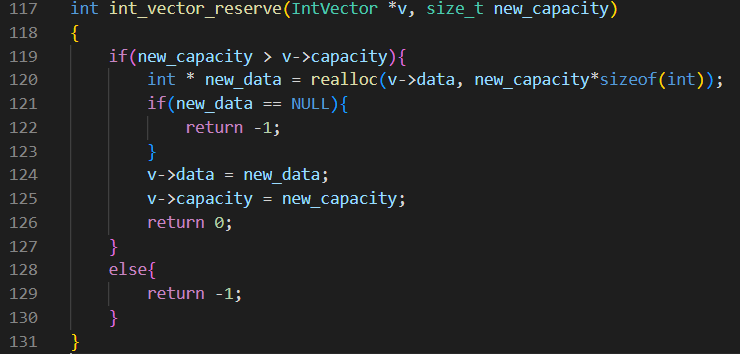 117 int int_vector_reserve(IntVector *v, size_t new_capacity)
118 {
119     if(new_capacity > v->capacity){
120         int * new_data = realloc(v->data, new_capacity*sizeof(int));
121         if(new_data == NULL){
122             return -1;
123         }
124         v->data = new_data;
125         v->capacity = new_capacity;
126         return 0;
127     }
128     else{
129         return -1;
130     }
131 }